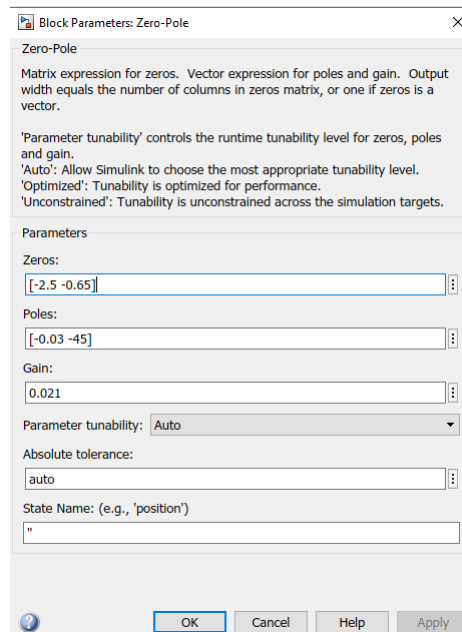 Block Parameters: Zero-Pole
Zero-Pole
Matrix expression for zeros. Vector expression for poles and gain. Output
width equals the number of columns in zeros matrix, or one if zeros is a
vector.
'Parameter tunability' controls the runtime tunability level for zeros, poles
and gain.
'Auto': Allow Simulink to choose the most appropriate tunability level.
'Optimized': Tunability is optimized for performance.
'Unconstrained': Tunability is unconstrained across the simulation targets.
Parameters
Zeros:
[-2.5 -0.65]
Poles:
[-0.03 -45]
Gain:
0.021
Parameter tunability: Auto
Absolute tolerance:
auto
State Name: (e.g., 'position')
''
OK Cancel Help Apply